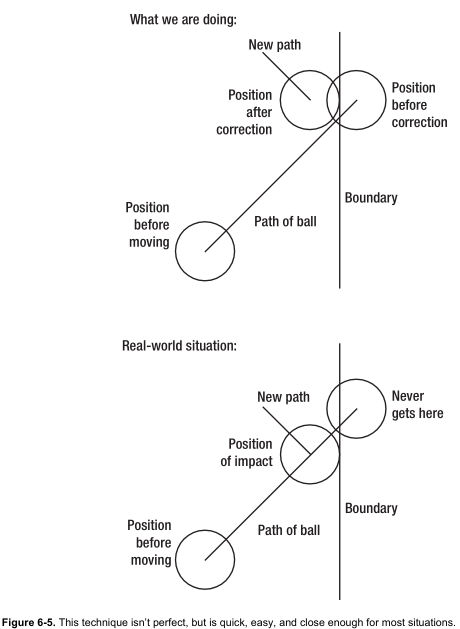 What we are doing:
New path
Position
after
correction
Position
before
correction
Boundary
Position
before
moving
Path of ball
Real-world situation:
New path
Never
gets here
Position
of impact
Boundary
Position
before
moving
Path of ball
Figure 6-5. This technique isn’t perfect, but is quick, easy, and close enough for most situations.